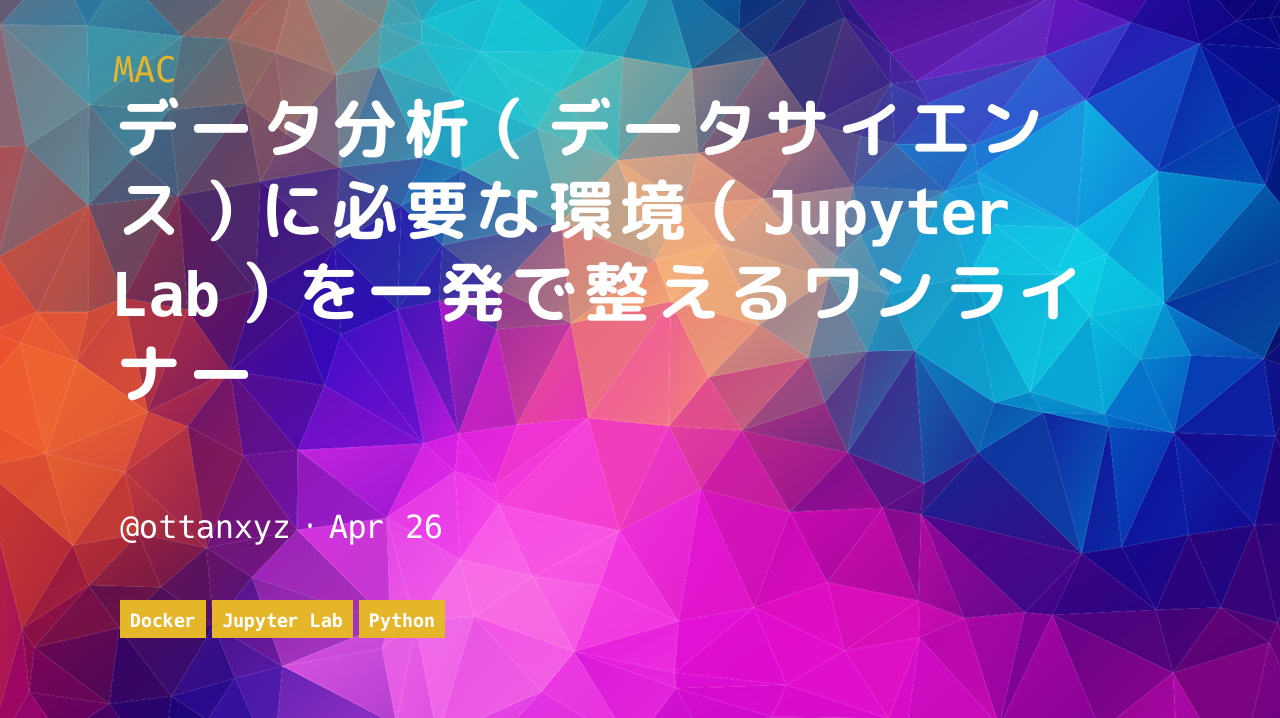 MAC
データ分析（データサイエン
ス）に必要な環境（Jupyter
Lab）を一発で整えるワンライ
ナー
@ottanxyz · Apr 26
Docker Jupyter Lab Python